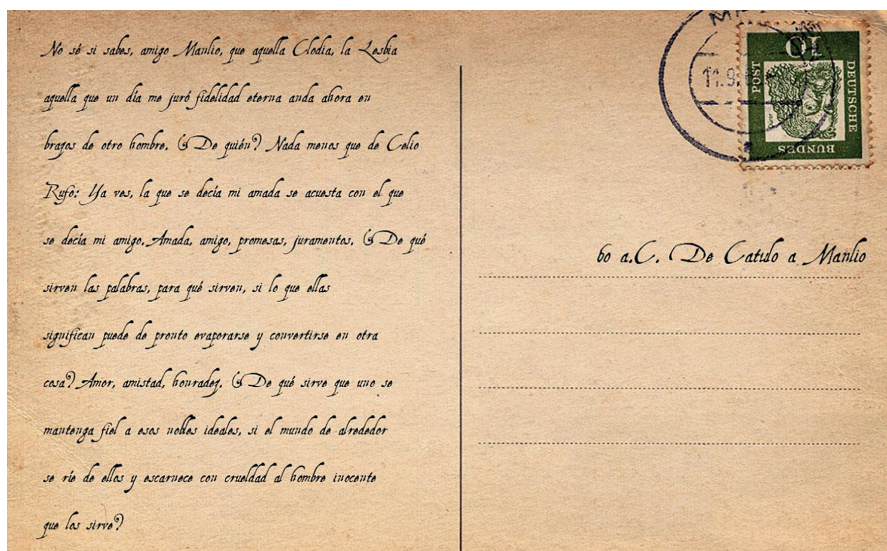 No sé si sabes, amigo Manlio, que aquella Clodia, la Lesbia
aquella que un día me juró fidelidad eterna anda ahora en
brazos de otro hombre. ¿De quién? Nada menos que de Celio
Rufo: Ya ves, la que se decía mi amada se acuesta con el que
se decía mi amigo. Amada, amigo, promesas, juramentos. ¿De qué
sirven las palabras, para qué sirven, si lo que ellas
significan puede de pronto evaporarse y convertirse en otra
cosa? Amor, amistad, honradez. ¿De qué sirve que uno se
mantenga fiel a esos nobles ideales, si el mundo de alrededor
se ríe de ellos y escarnece con crueldad al hombre inocente
que los sirve?
11.9.
10
DEUTSCHE
BUNDES
POST
60 a.C. De Catulo a Manlio